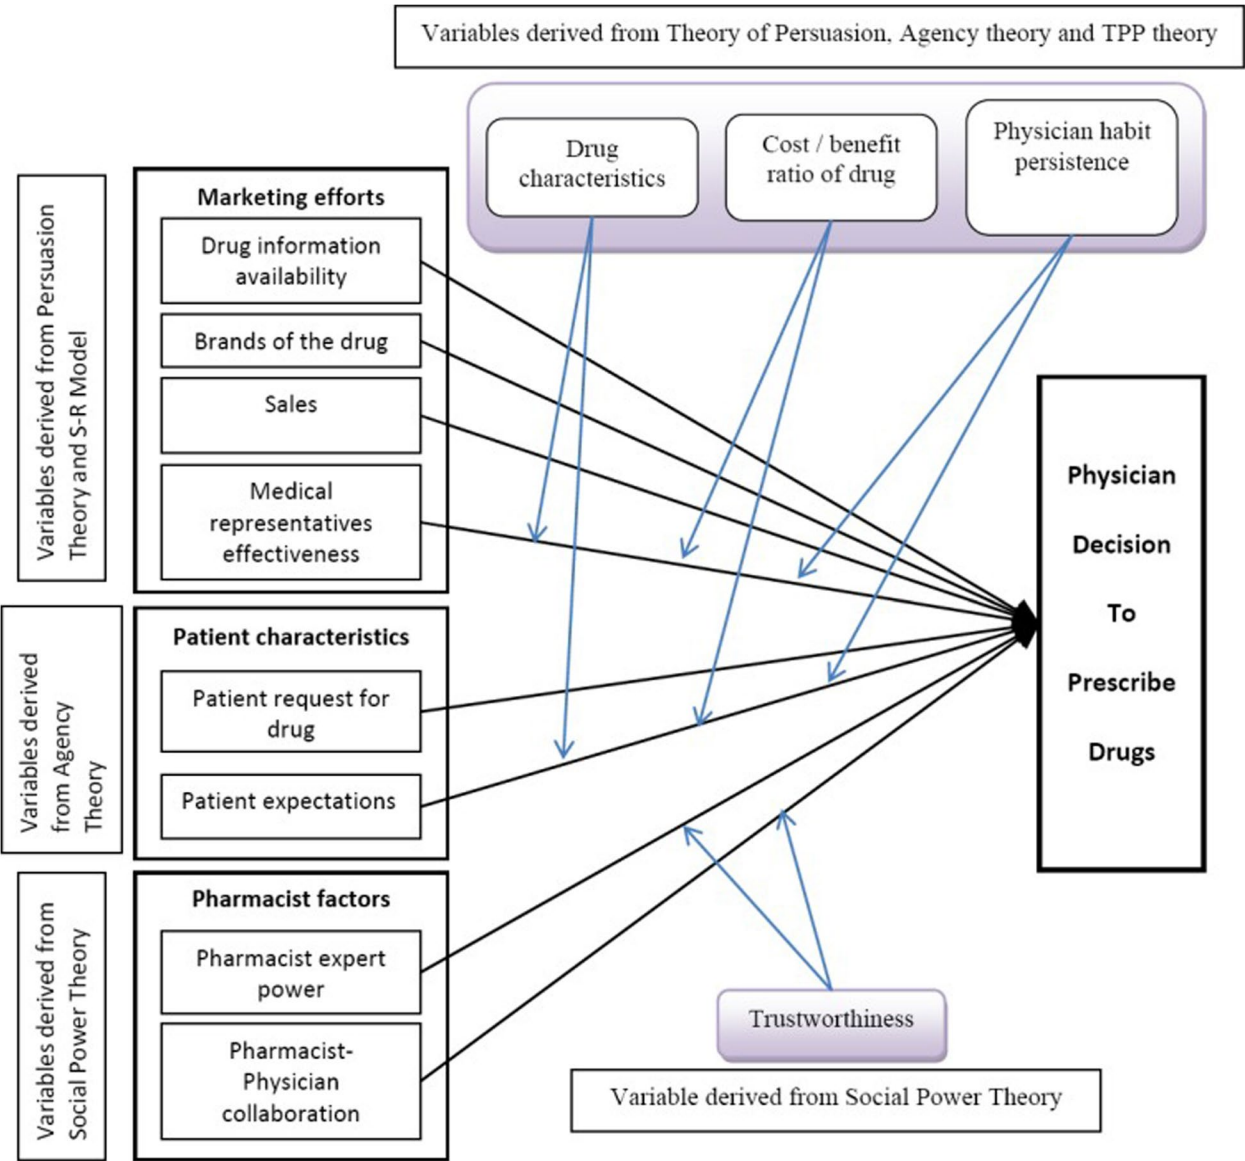 Variables derived from Theory of Persuasion, Agency theory and TPP theory
Drug
characteristics
Cost / benefit
ratio of drug
Physician habit
persistence
Variables derived from Persuasion
Theory and S-R Model
Marketing efforts
Drug information
availability
Brands of the drug
Sales
Medical
representatives
effectiveness
Variables derived
from Agency
Theory
Patient characteristics
Patient request for
drug
Patient expectations
Variables derived from
Social Power Theory
Pharmacist factors
Pharmacist expert
power
Pharmacist-
Physician
collaboration
Physician
Decision
To
Prescribe
Drugs
Trustworthiness
Variable derived from Social Power Theory